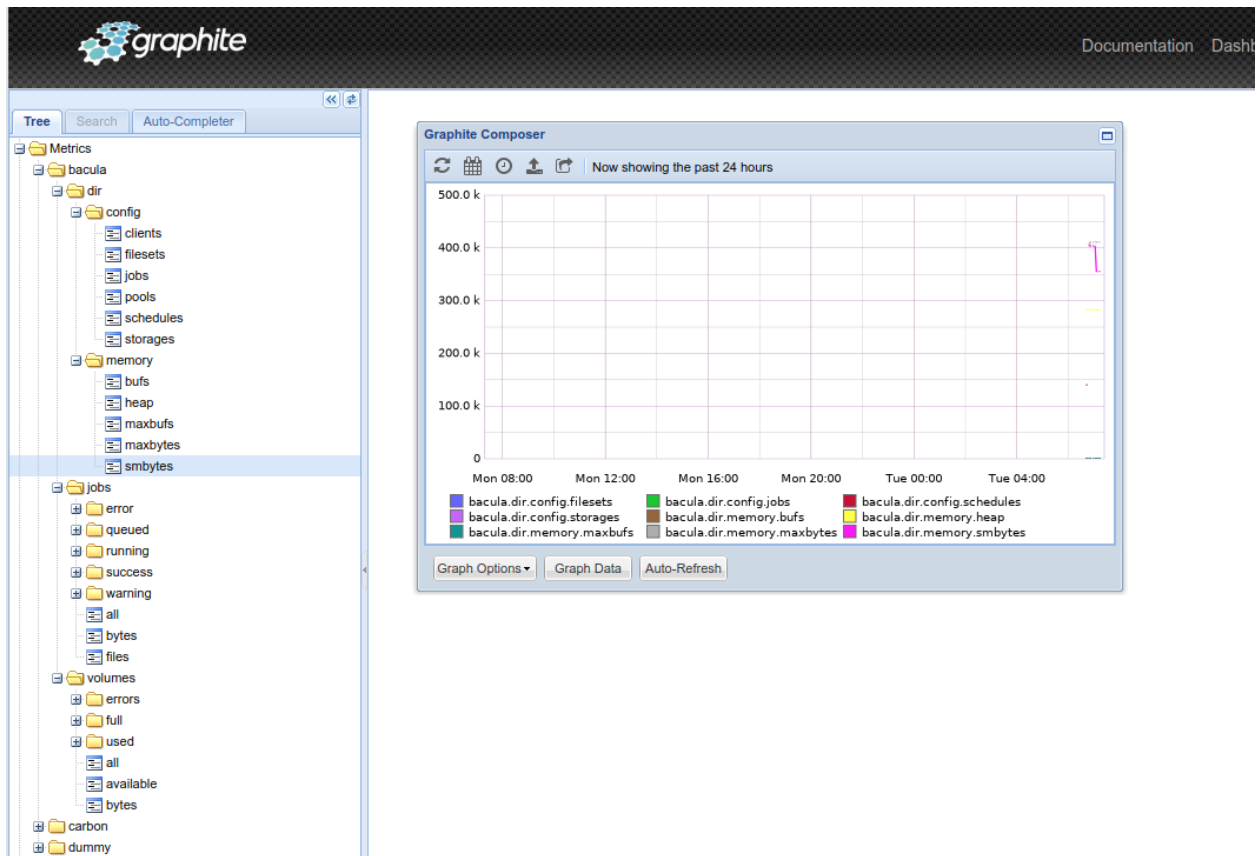 graphite
Documentation Dashb
Tree Search Auto-Completer
Metrics
bacula
dir
config
clients
filesets
jobs
pools
schedules
storages
memory
bufs
heap
maxbufs
maxbytes
smbytes
jobs
error
queued
running
success
warning
all
bytes
files
volumes
errors
full
used
all
available
bytes
carbon
dummy
Graphite Composer
Now showing the past 24 hours
500.0 k
400.0 k
300.0 k
200.0 k
100.0 k
0
Mon 08:00 Mon 12:00 Mon 16:00 Mon 20:00 Tue 00:00 Tue 04:00
bacula.dir.config.filesets bacula.dir.config.jobs bacula.dir.config.schedules
bacula.dir.config.storages bacula.dir.memory.bufs bacula.dir.memory.heap
bacula.dir.memory.maxbufs bacula.dir.memory.maxbytes bacula.dir.memory.smbytes
Graph Options Graph Data Auto-Refresh